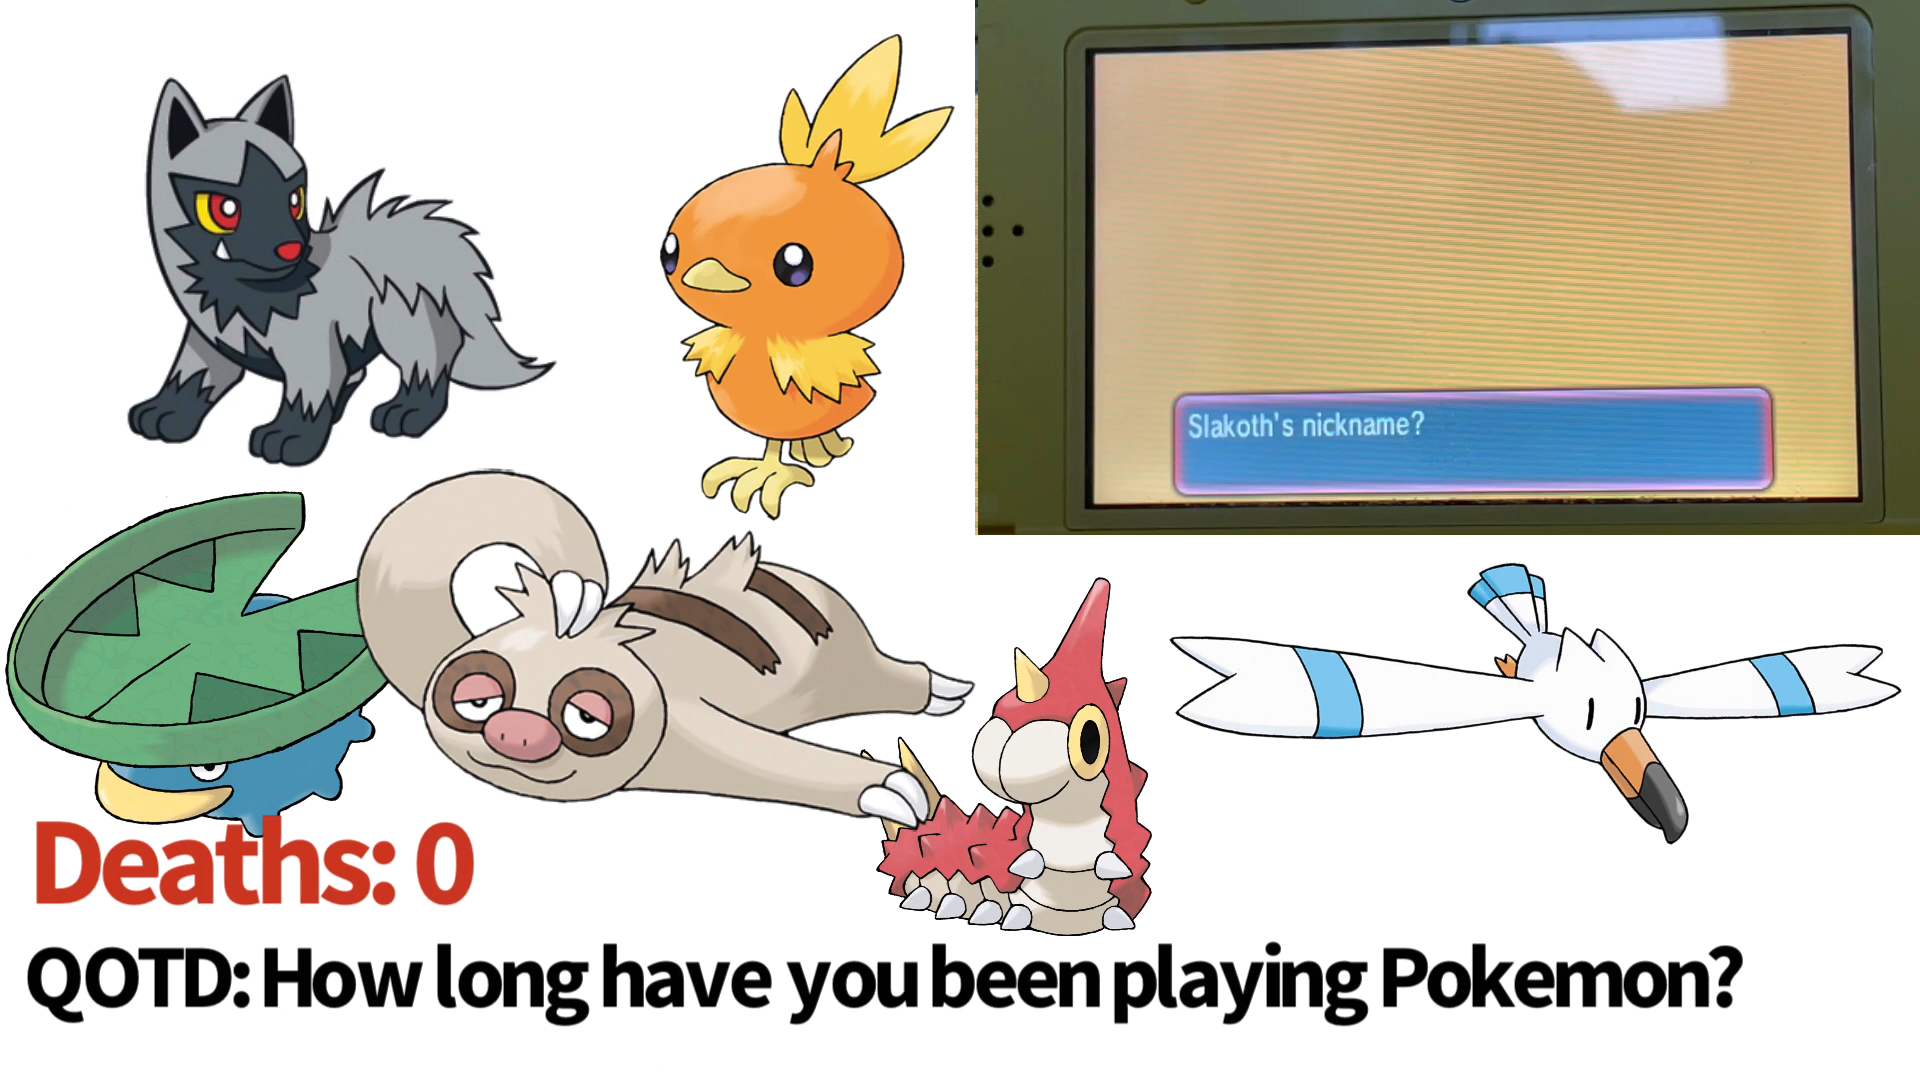 Slakoth's nickname?
Deaths: 0
QOTD: How long have you been playing Pokemon?